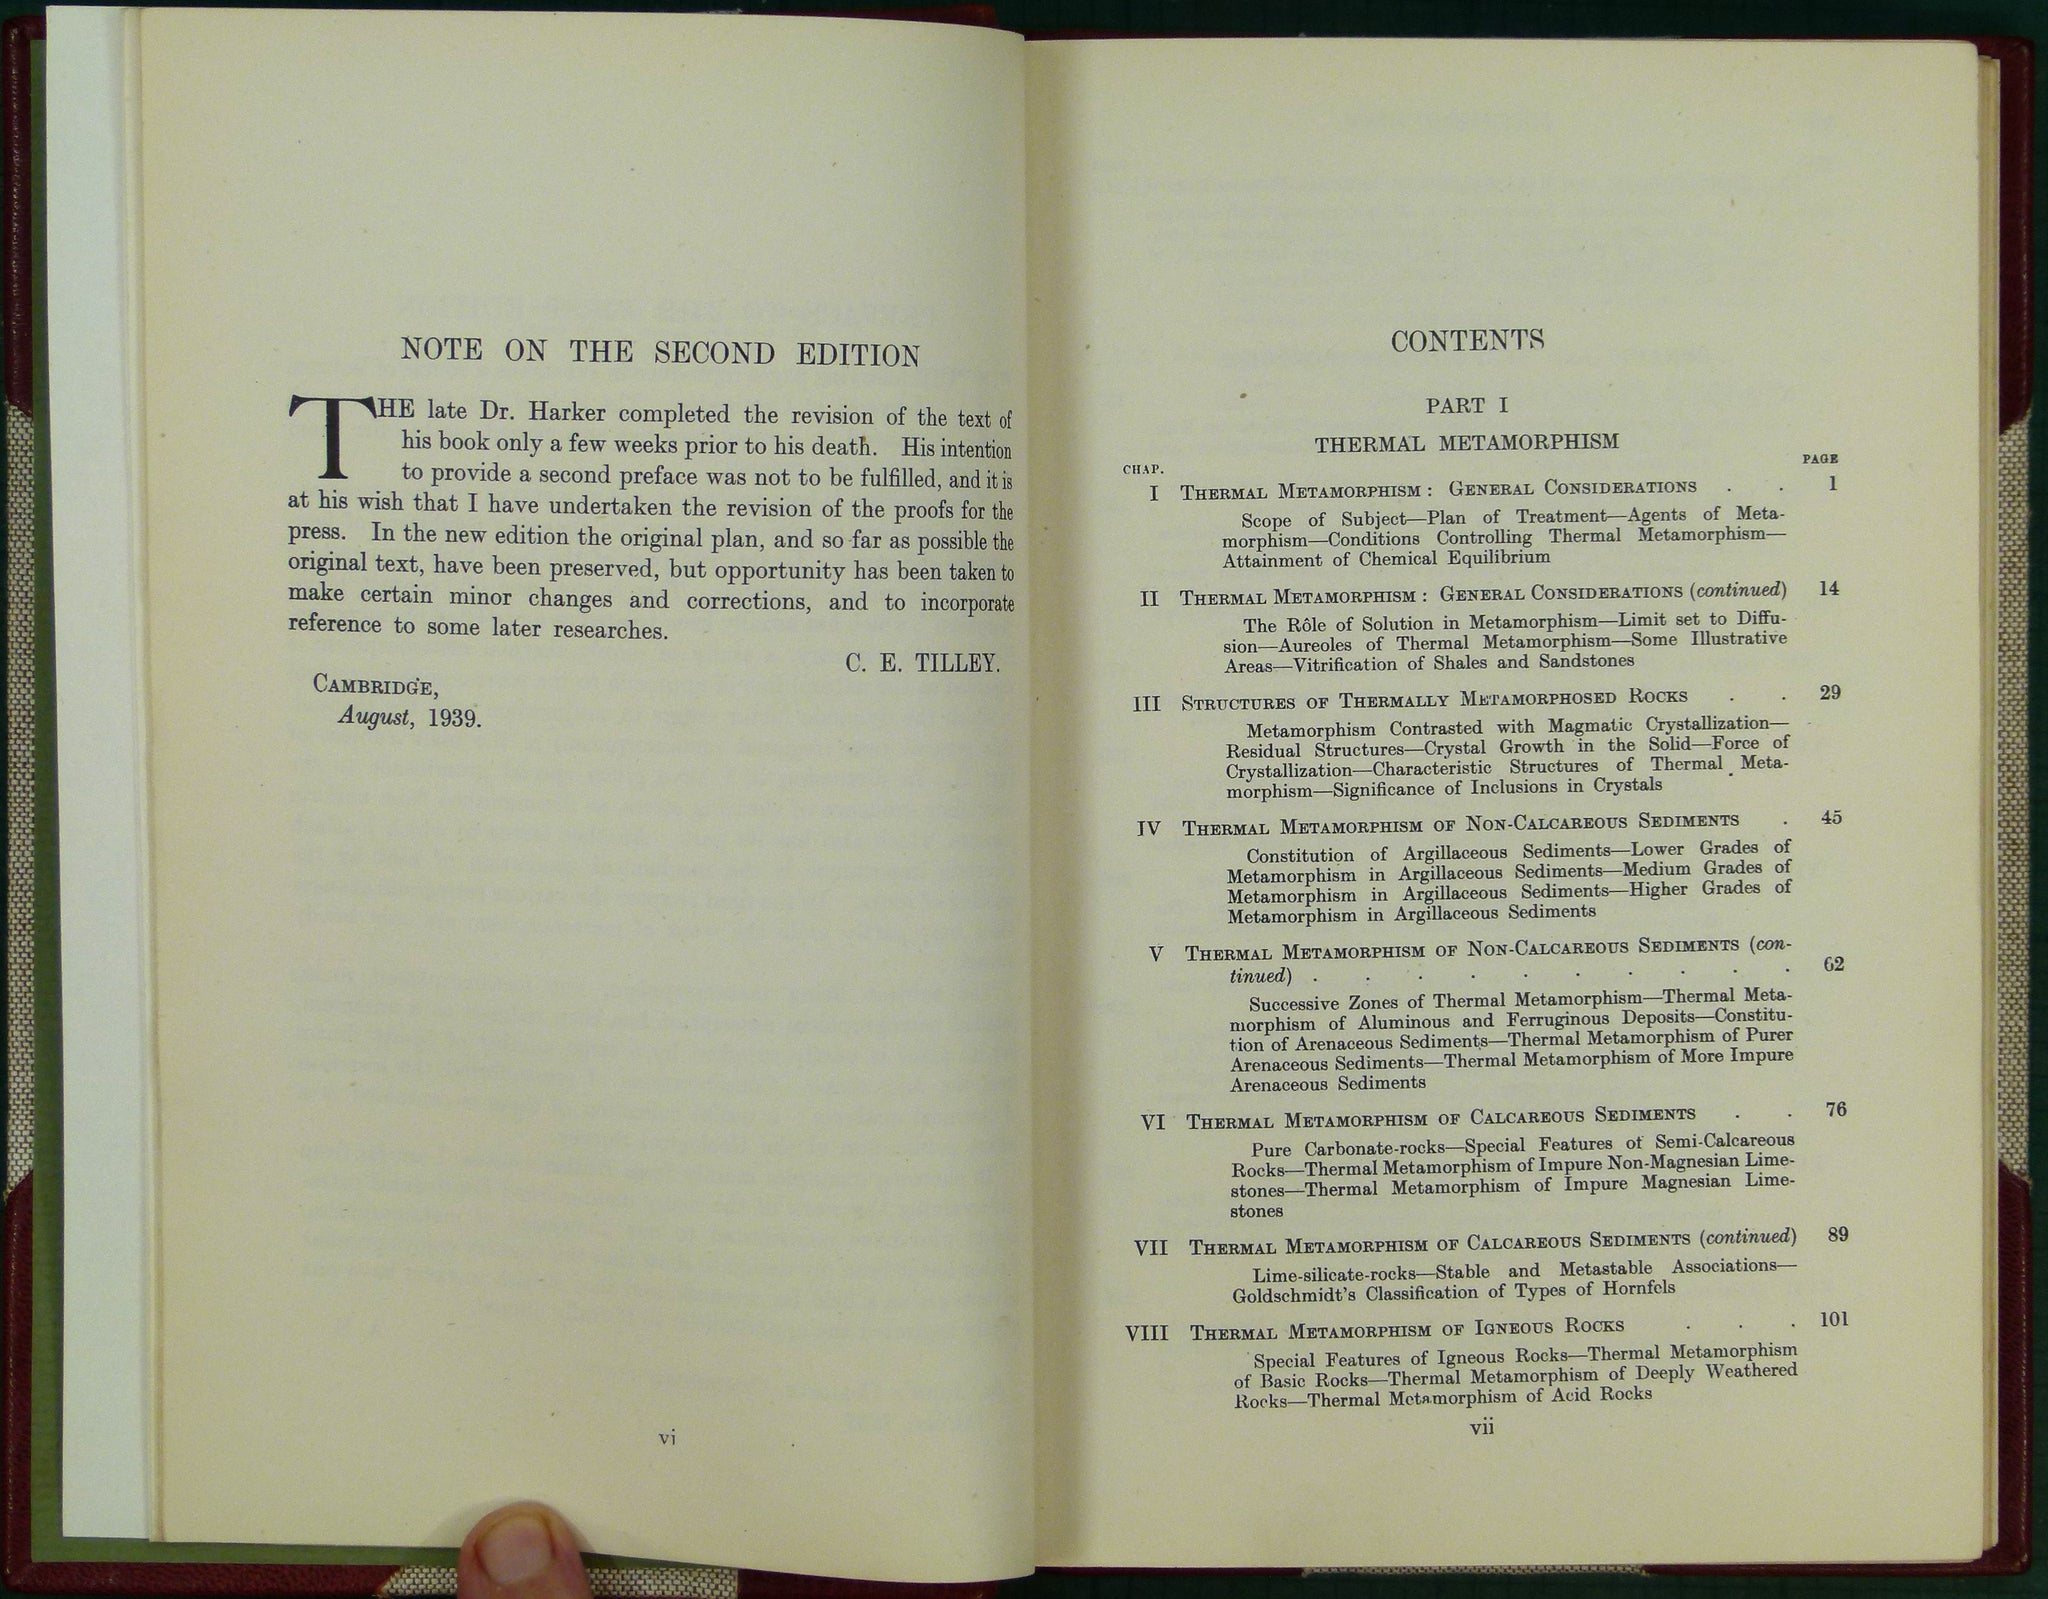 NOTE ON THE SECOND EDITION
THE late Dr. Harker completed the revision of the text of
his book only a few weeks prior to his death. His intention
to provide a second preface was not to be fulfilled, and it is
at his wish that I have undertaken the revision of the proofs for the
press. In the new edition the original plan, and so far as possible the
original text, have been preserved, but opportunity has been taken to
make certain minor changes and corrections, and to incorporate
reference to some later researches.
C. E. TILLEY.
CAMBRIDGE,
August, 1939.
vi
CONTENTS
PART I
THERMAL METAMORPHISM
CHAP. PAGE
I THERMAL METAMORPHISM : GENERAL CONSIDERATIONS . . 1
Scope of Subject—Plan of Treatment—Agents of Meta-
morphism—Conditions Controlling Thermal Metamorphism—
Attainment of Chemical Equilibrium
II THERMAL METAMORPHISM : GENERAL CONSIDERATIONS (continued) 14
The Rôle of Solution in Metamorphism—Limit set to Diffu-
sion—Aureoles of Thermal Metamorphism—Some Illustrative
Areas—Vitrification of Shales and Sandstones
III STRUCTURES OF THERMALLY METAMORPHOSED ROCKS . . 29
Metamorphism Contrasted with Magmatic Crystallization—
Residual Structures—Crystal Growth in the Solid—Force of
Crystallization—Characteristic Structures of Thermal Meta-
morphism—Significance of Inclusions in Crystals
IV THERMAL METAMORPHISM OF NON-CALCAREOUS SEDIMENTS . 45
Constitution of Argillaceous Sediments—Lower Grades of
Metamorphism in Argillaceous Sediments—Medium Grades of
Metamorphism in Argillaceous Sediments—Higher Grades of
Metamorphism in Argillaceous Sediments
V THERMAL METAMORPHISM OF NON-CALCAREOUS SEDIMENTS (con-
tinued) . . . . . . . . . . 62
Successive Zones of Thermal Metamorphism—Thermal Meta-
morphism of Aluminous and Ferruginous Deposits—Constitu-
tion of Arenaceous Sediments—Thermal Metamorphism of Purer
Arenaceous Sediments—Thermal Metamorphism of More Impure
Arenaceous Sediments
VI THERMAL METAMORPHISM OF CALCAREOUS SEDIMENTS . . 76
Pure Carbonate-rocks—Special Features of Semi-Calcareous
Rocks—Thermal Metamorphism of Impure Non-Magnesian Lime-
stones—Thermal Metamorphism of Impure Magnesian Lime-
stones
VII THERMAL METAMORPHISM OF CALCAREOUS SEDIMENTS (continued) 89
Lime-silicate-rocks—Stable and Metastable Associations—
Goldschmidt's Classification of Types of Hornfels
VIII THERMAL METAMORPHISM OF IGNEOUS ROCKS . . . 101
Special Features of Igneous Rocks—Thermal Metamorphism
of Basic Rocks—Thermal Metamorphism of Deeply Weathered
Rocks—Thermal Metamorphism of Acid Rocks
vii